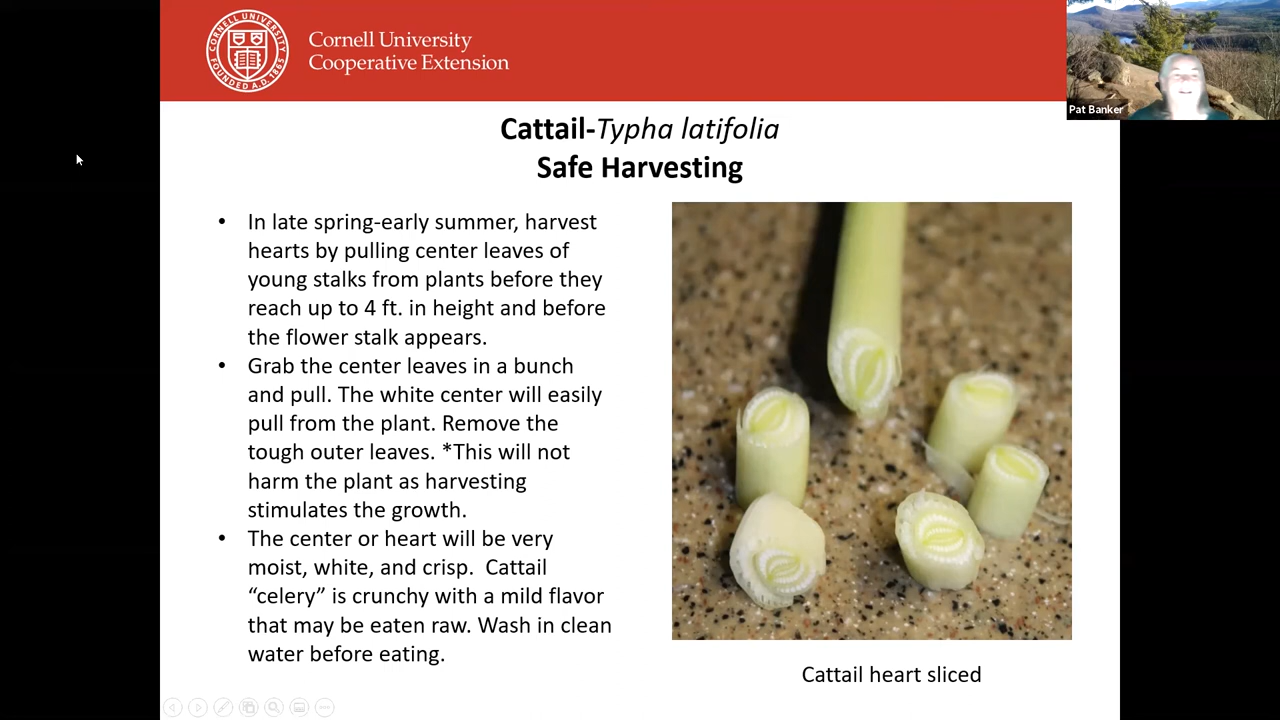 CORNELL UNIVERSITY
FOUNDED A.D. 1865
Cornell University
Cooperative Extension
Pat Banker
Cattail-Typha latifolia
Safe Harvesting
• In late spring-early summer, harvest
hearts by pulling center leaves of
young stalks from plants before they
reach up to 4 ft. in height and before
the flower stalk appears.
• Grab the center leaves in a bunch
and pull. The white center will easily
pull from the plant. Remove the
tough outer leaves. *This will not
harm the plant as harvesting
stimulates the growth.
• The center or heart will be very
moist, white, and crisp.  Cattail
“celery” is crunchy with a mild flavor
that may be eaten raw. Wash in clean
water before eating.
Cattail heart sliced